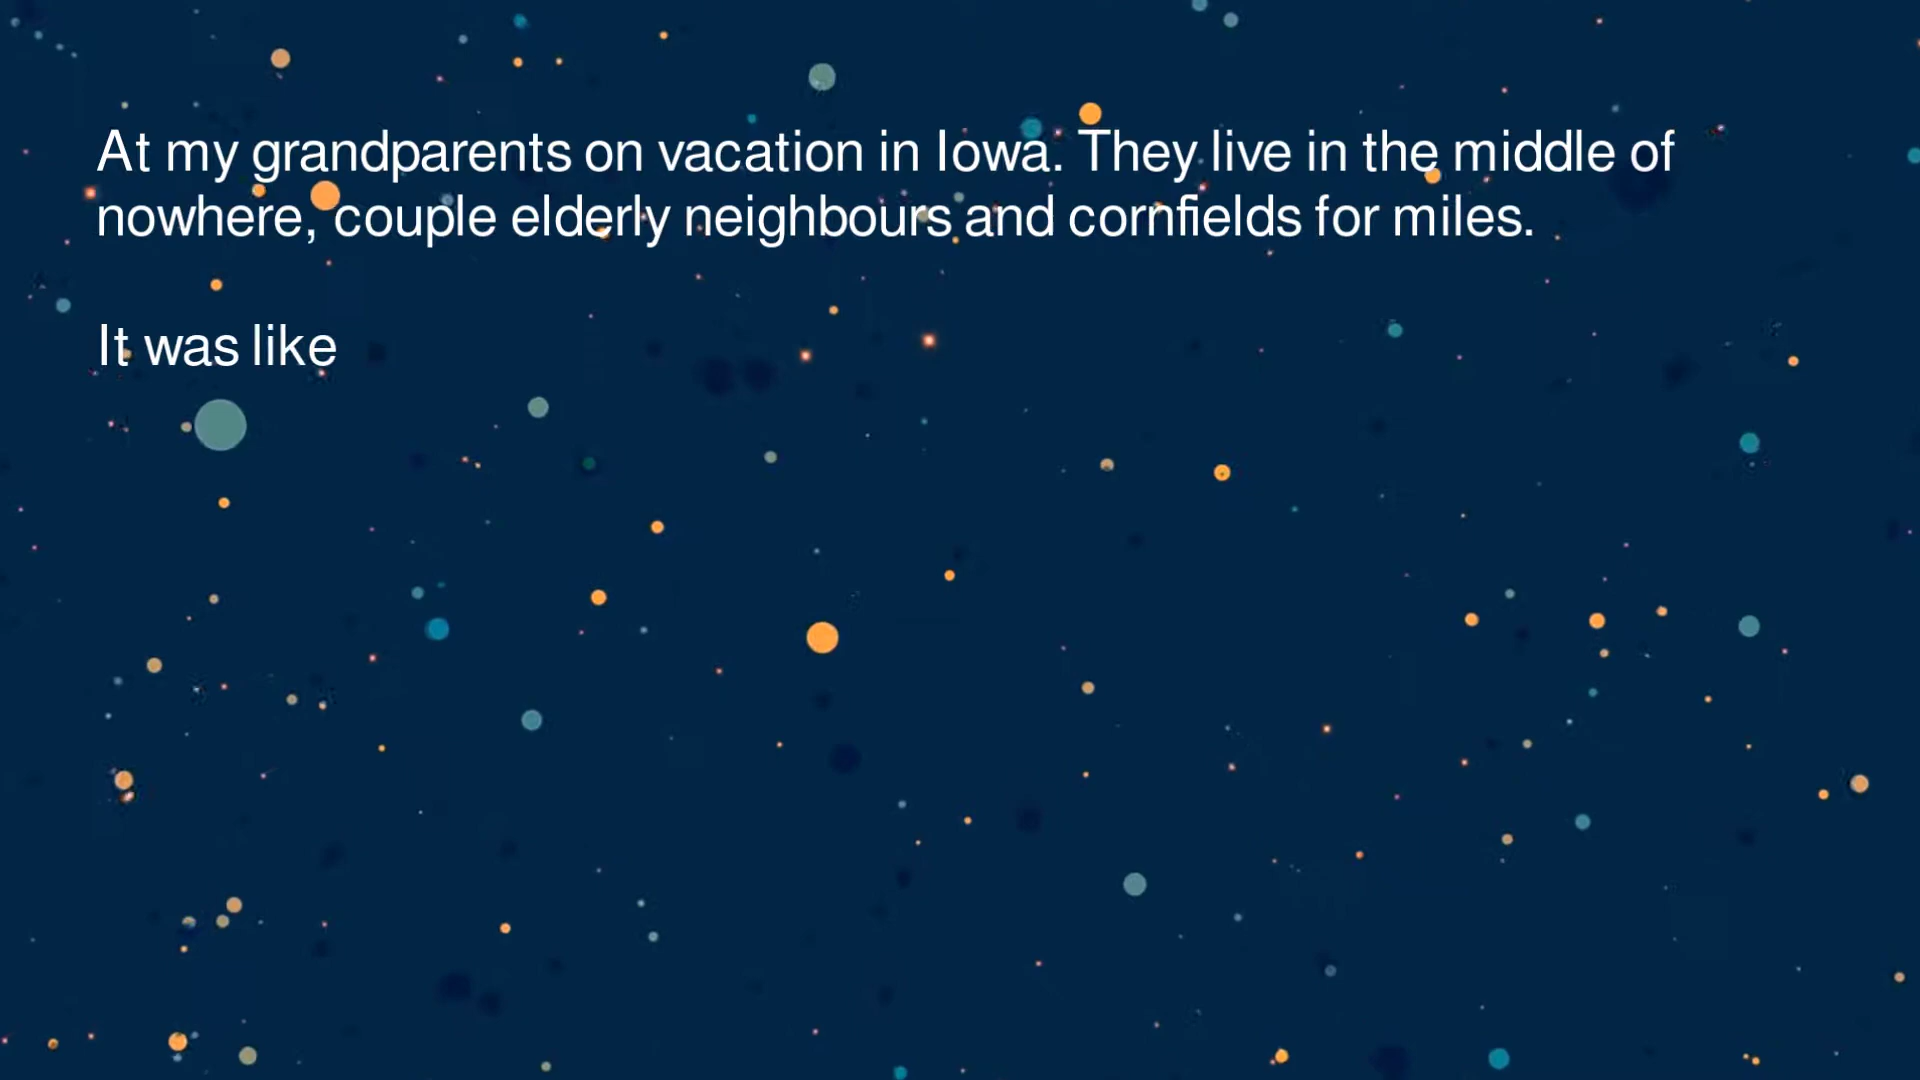 At my grandparents on vacation in Iowa. They live in the middle of
nowhere, couple elderly neighbours and cornfields for miles.
It was like